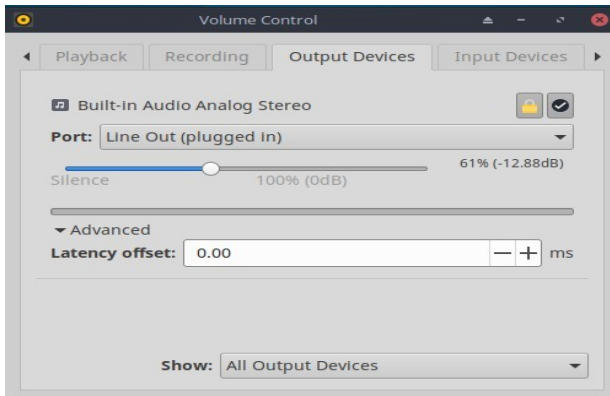 Volume Control
Playback Recording Output Devices Input Devices
Built-in Audio Analog Stereo
Port: Line Out (plugged in)
61% (-12.88dB)
Silence 100% (0dB)
Advanced
Latency offset: 0.00 ms
Show: All Output Devices